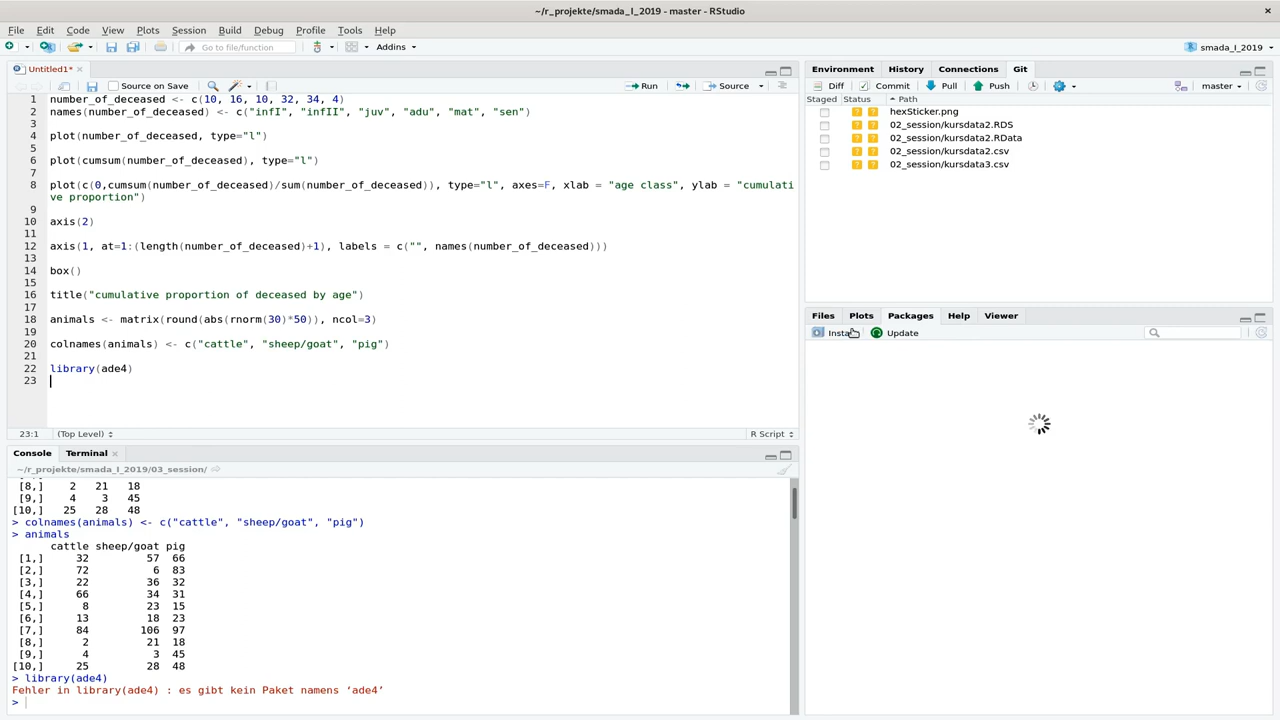 ~/r_projekte/smada_I_2019 - master - RStudio
File Edit Code View Plots Session Build Debug Profile Tools Help
Go to file/function Addins smada_I_2019
Untitled1*
Source on Save Run Source
1 number_of_deceased <- c(10, 16, 10, 32, 34, 4)
2 names(number_of_deceased) <- c("infI", "infII", "juv", "adu", "mat", "sen")
3
4 plot(number_of_deceased, type="l")
5
6 plot(cumsum(number_of_deceased), type="l")
7
8 plot(c(0,cumsum(number_of_deceased)/sum(number_of_deceased)), type="l", axes=F, xlab = "age class", ylab = "cumulati
ve proportion")
9
10 axis(2)
11
12 axis(1, at=1:(length(number_of_deceased)+1), labels = c("", names(number_of_deceased)))
13
14 box()
15
16 title("cumulative proportion of deceased by age")
17
18 animals <- matrix(round(abs(rnorm(30)*50)), ncol=3)
19
20 colnames(animals) <- c("cattle", "sheep/goat", "pig")
21
22 library(ade4)
23
23:1 (Top Level) R Script
Console Terminal
~/r_projekte/smada_I_2019/03_session/
[8,] 2 21 18
[9,] 4 3 45
[10,] 25 28 48
> colnames(animals) <- c("cattle", "sheep/goat", "pig")
> animals
cattle sheep/goat pig
[1,] 32 57 66
[2,] 72 6 83
[3,] 22 36 32
[4,] 66 34 31
[5,] 8 23 15
[6,] 13 18 23
[7,] 84 106 97
[8,] 2 21 18
[9,] 4 3 45
[10,] 25 28 48
> library(ade4)
Fehler in library(ade4) : es gibt kein Paket namens ‘ade4’
>
Environment History Connections Git
Diff Commit Pull Push master
Staged Status Path
? ? hexSticker.png
? ? 02_session/kursdata2.RDS
? ? 02_session/kursdata2.RData
? ? 02_session/kursdata2.csv
? ? 02_session/kursdata3.csv
Files Plots Packages Help Viewer
Insta Update